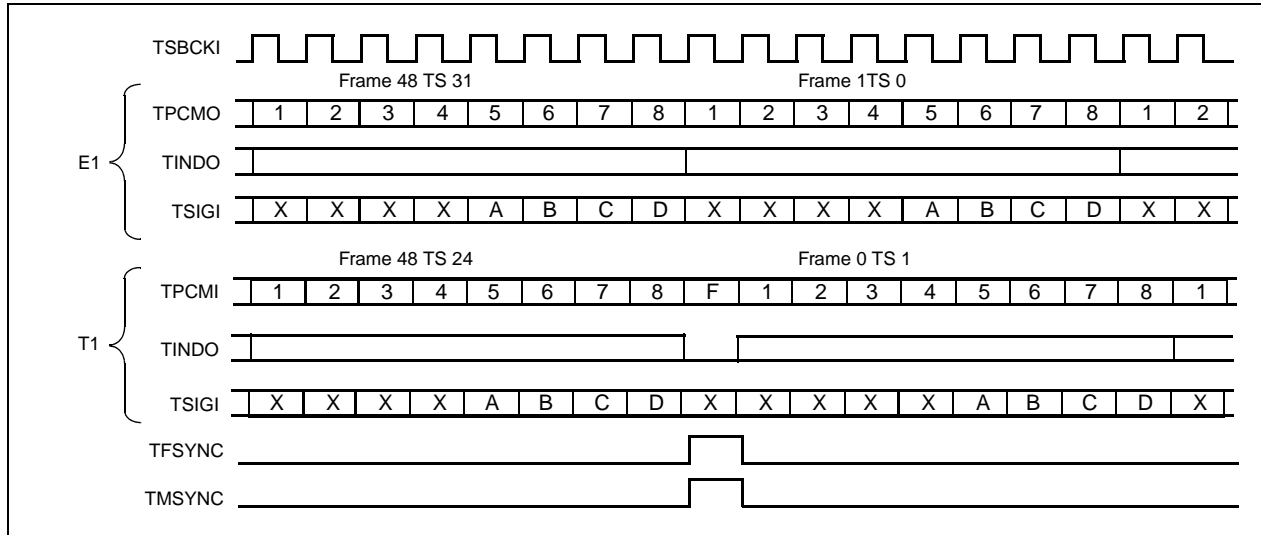 TSBCKI
Frame 48 TS 31 Frame 1TS 0
TPCMO 1 2 3 4 5 6 7 8 1 2 3 4 5 6 7 8 1 2
E1 TINDO
TSIGI X X X X A B C D X X X X A B C D X X
Frame 48 TS 24 Frame 0 TS 1
TPCMI 1 2 3 4 5 6 7 8 F 1 2 3 4 5 6 7 8 1
T1 TINDO
TSIGI X X X X A B C D X X X X X A B C D X
TFSYNC
TMSYNC